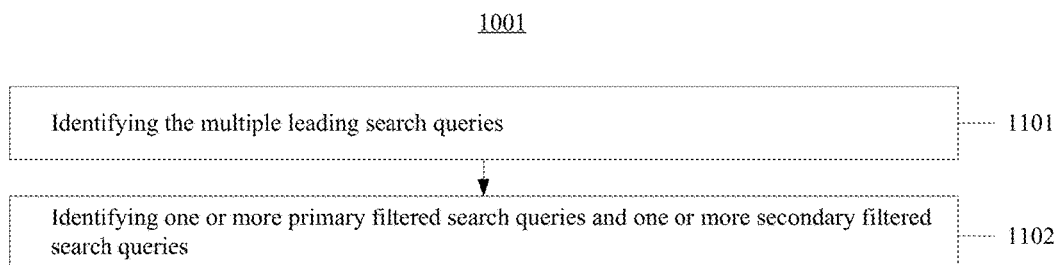 1001
Identifying the multiple leading search queries
1101
Identifying one or more primary filtered search queries and one or more secondary filtered
search queries
1102